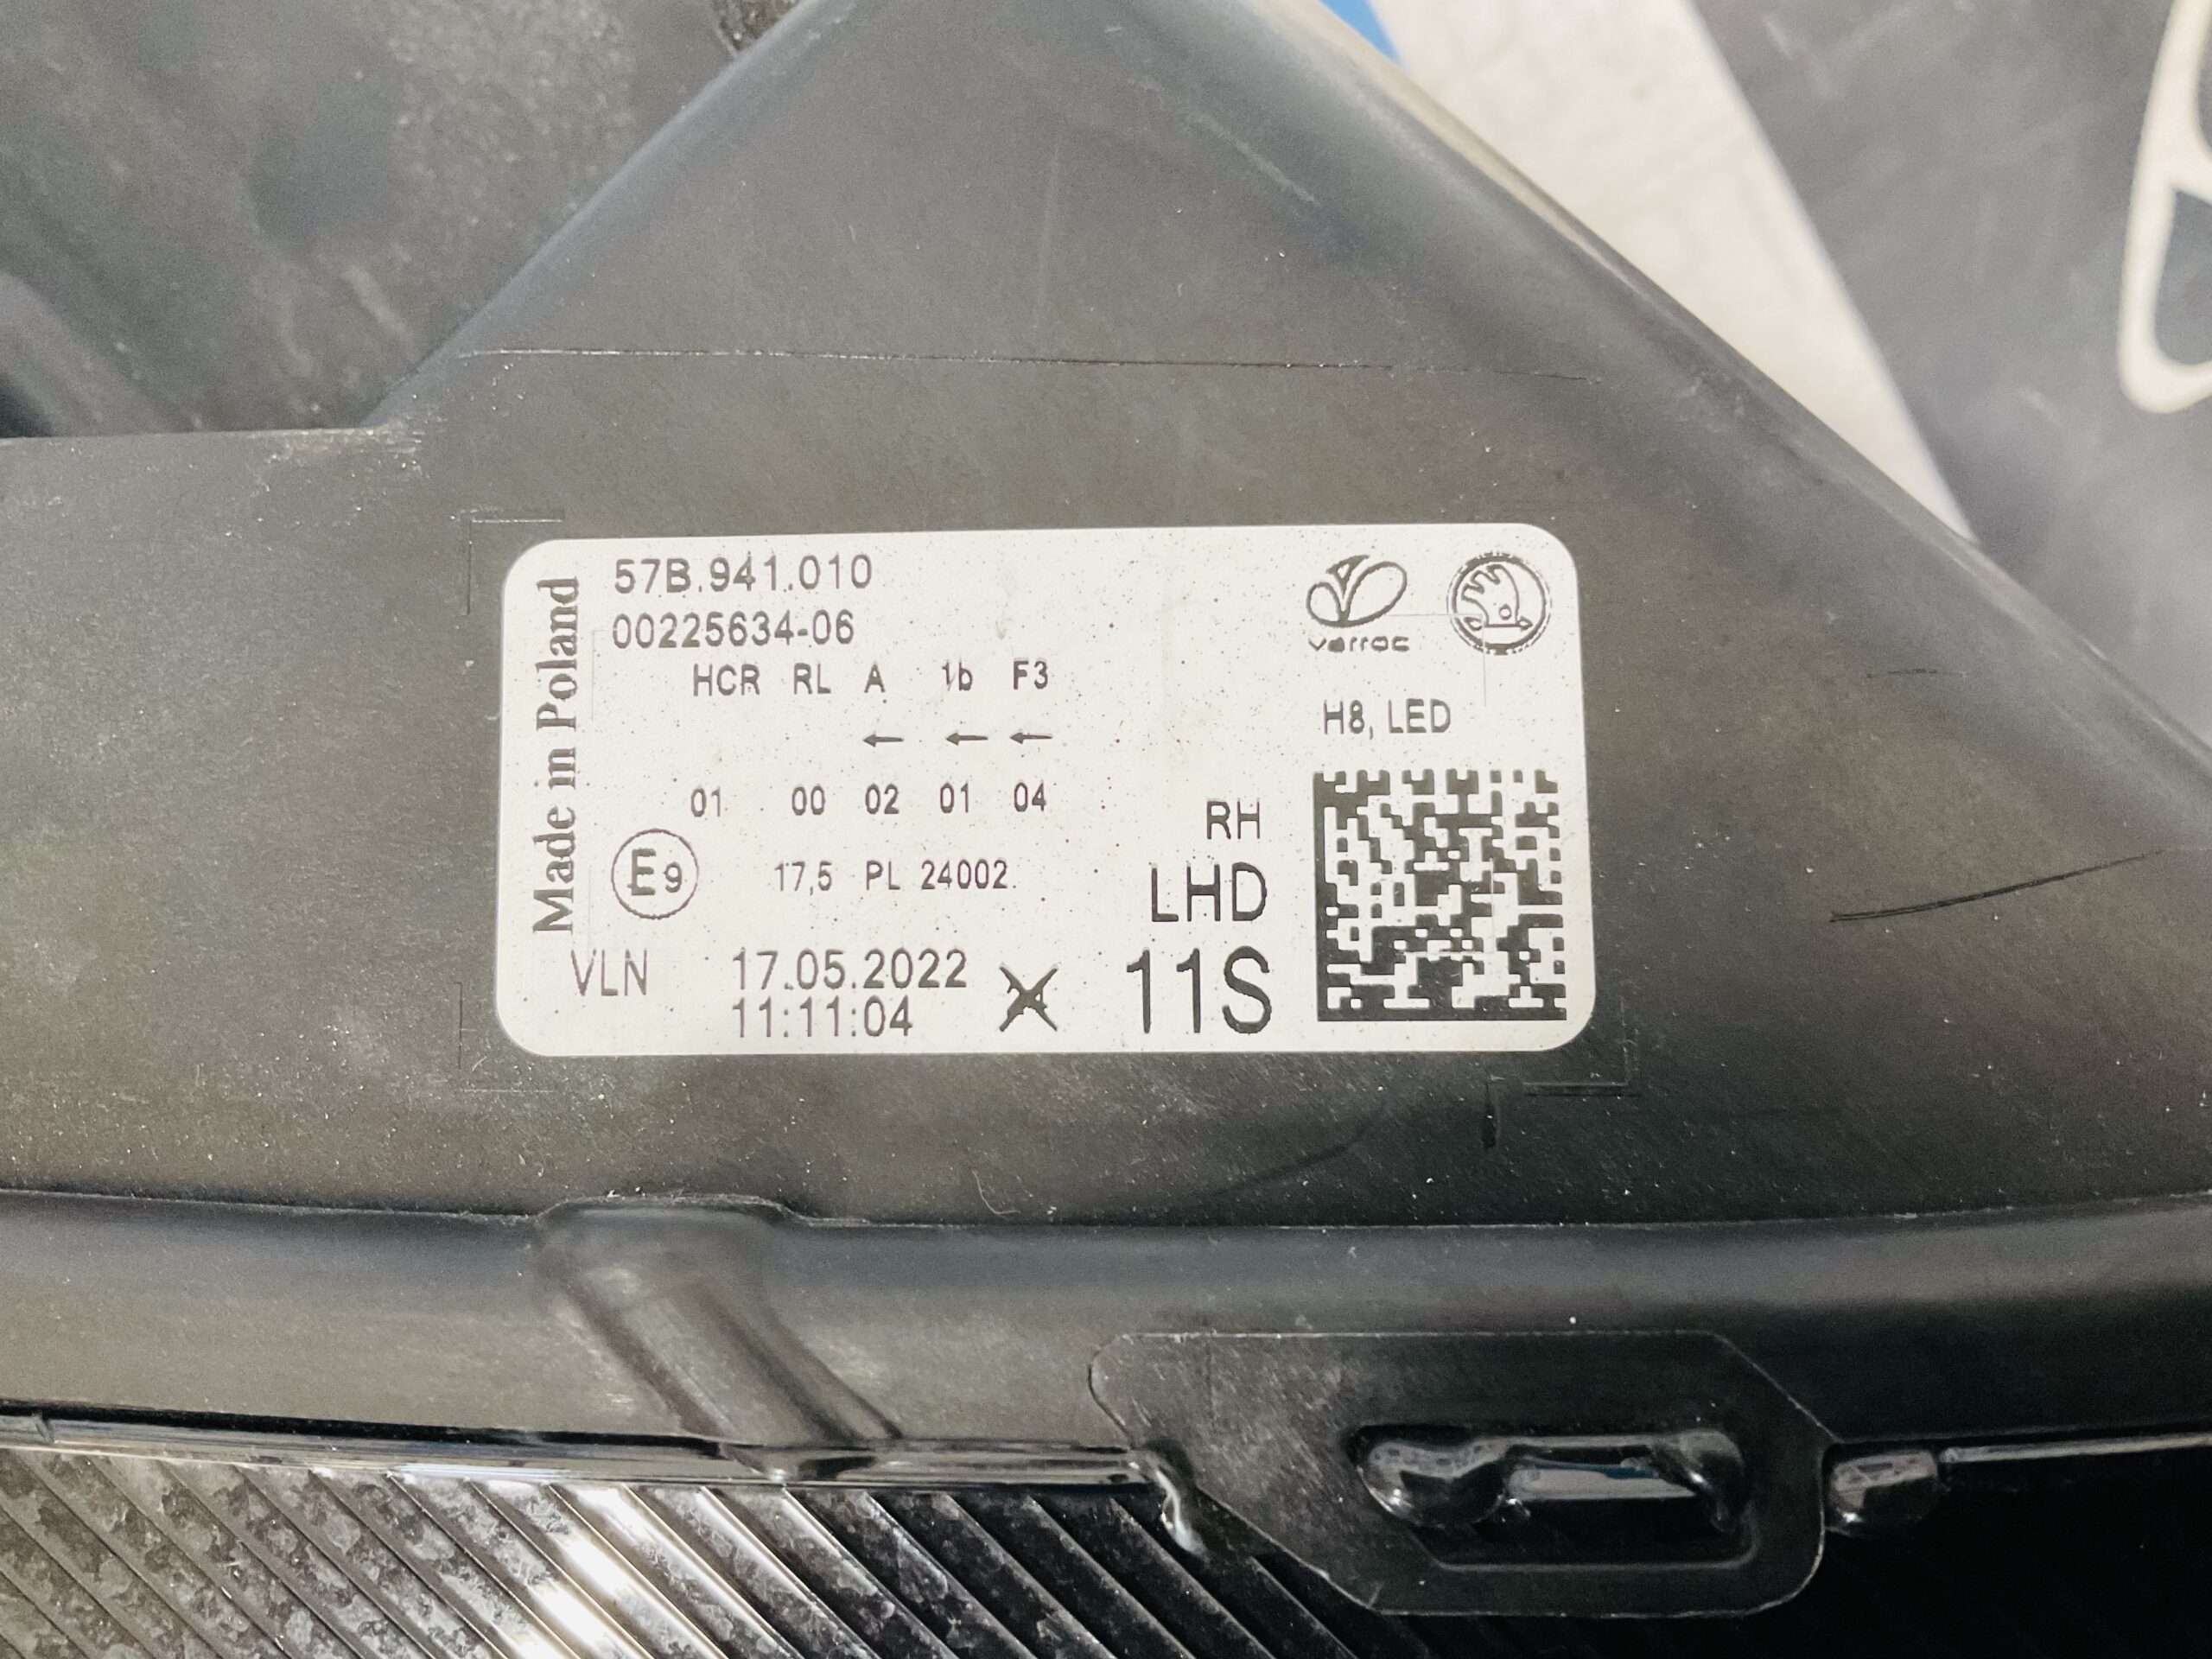 Made in Poland
57B.941.010
00225634-06
varroc
HCR RL A 1b F3
← ← ←
H8, LED
01 00 02 01 04
RH
E9 17,5 PL 24002
LHD
VLN 17.05.2022
11:11:04
11S